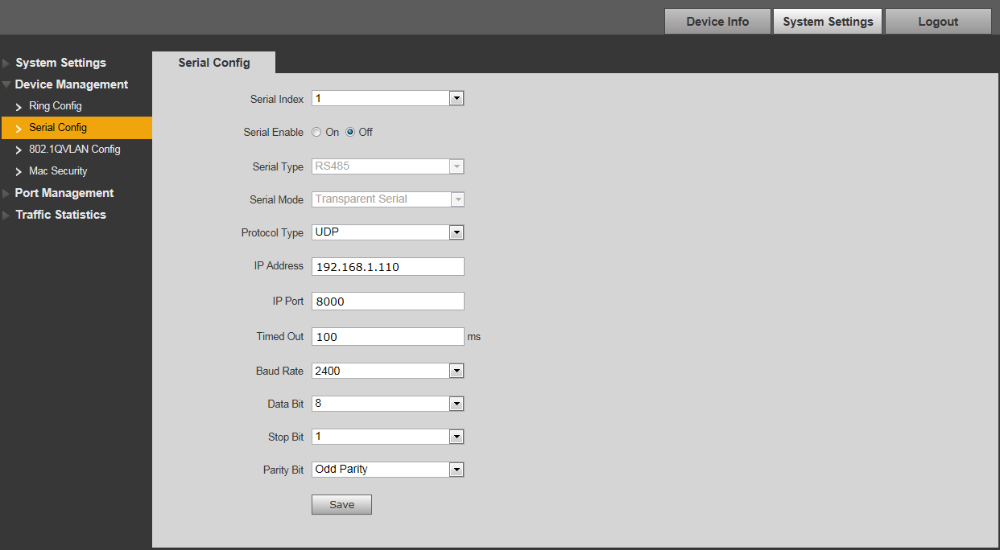 Device Info System Settings Logout
System Settings
Device Management
Ring Config
Serial Config
802.1QVLAN Config
Mac Security
Port Management
Traffic Statistics
Serial Config
Serial Index 1
Serial Enable On Off
Serial Type RS485
Serial Mode Transparent Serial
Protocol Type UDP
IP Address 192.168.1.110
IP Port 8000
Timed Out 100 ms
Baud Rate 2400
Data Bit 8
Stop Bit 1
Parity Bit Odd Parity
Save